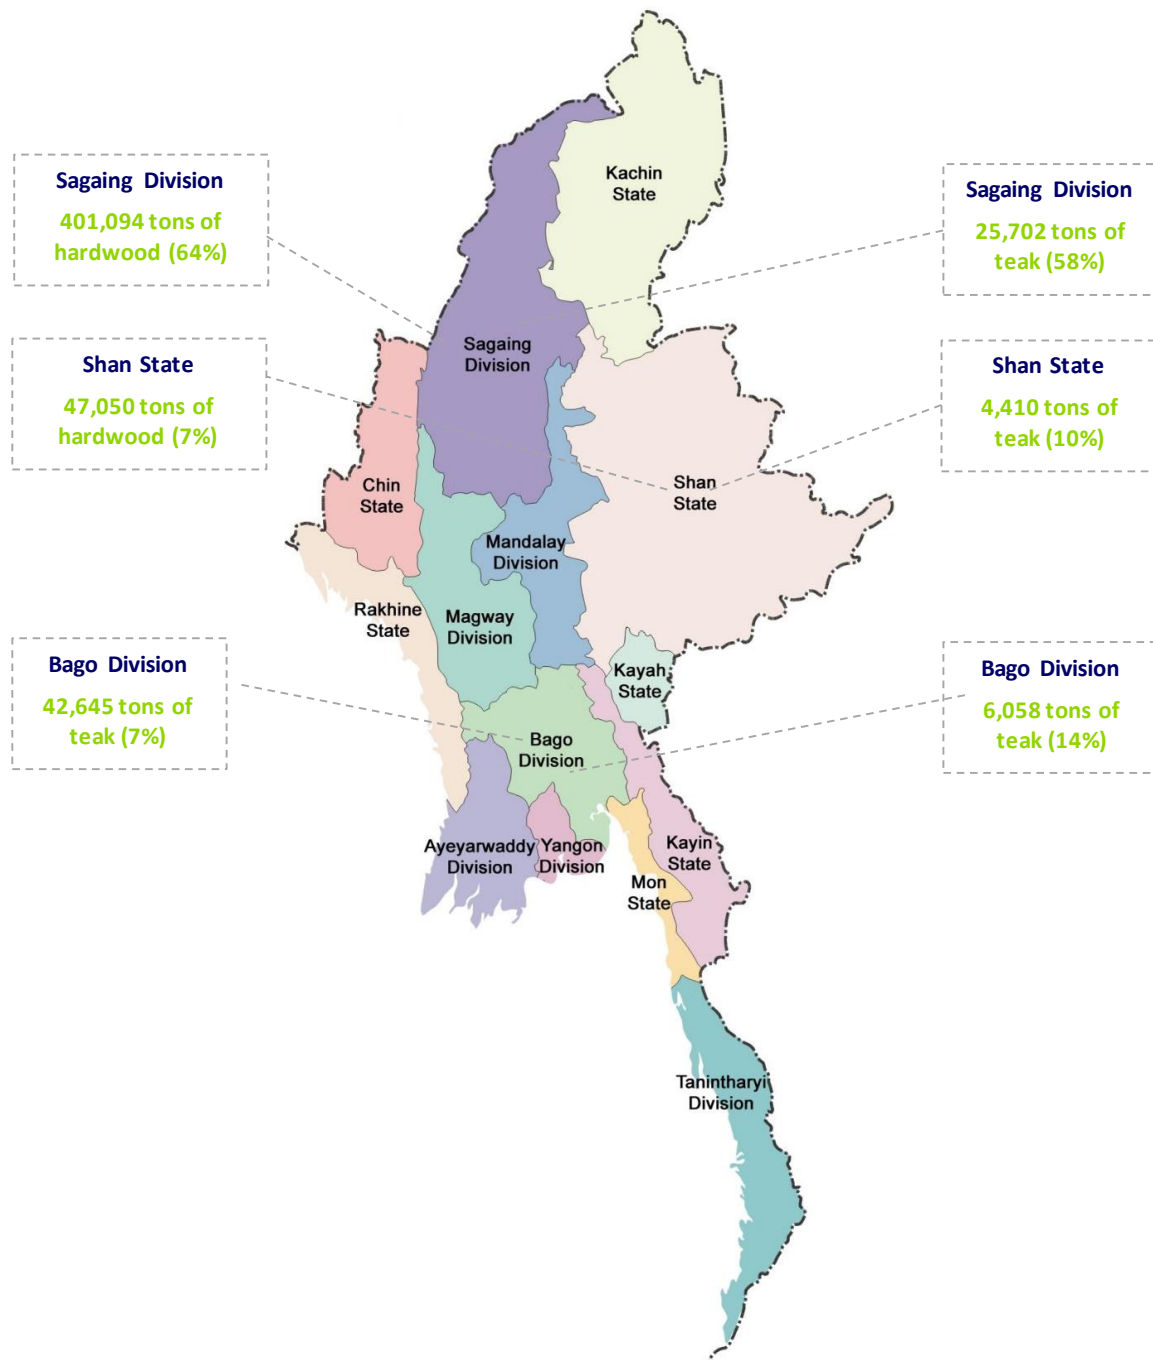 Sagaing Division
401,094 tons of
hardwood (64%)
Shan State
47,050 tons of
hardwood (7%)
Bago Division
42,645 tons of
teak (7%)
Kachin
State
Sagaing
Division
Chin
State
Shan
State
Mandalay
Division
Rakhine
State
Magway
Division
Kayah
State
Bago
Division
Ayeyarwaddy
Division
Yangon
Division
Kayin
State
Mon
State
Tanintharyi
Division
Sagaing Division
25,702 tons of
teak (58%)
Shan State
4,410 tons of
teak (10%)
Bago Division
6,058 tons of
teak (14%)